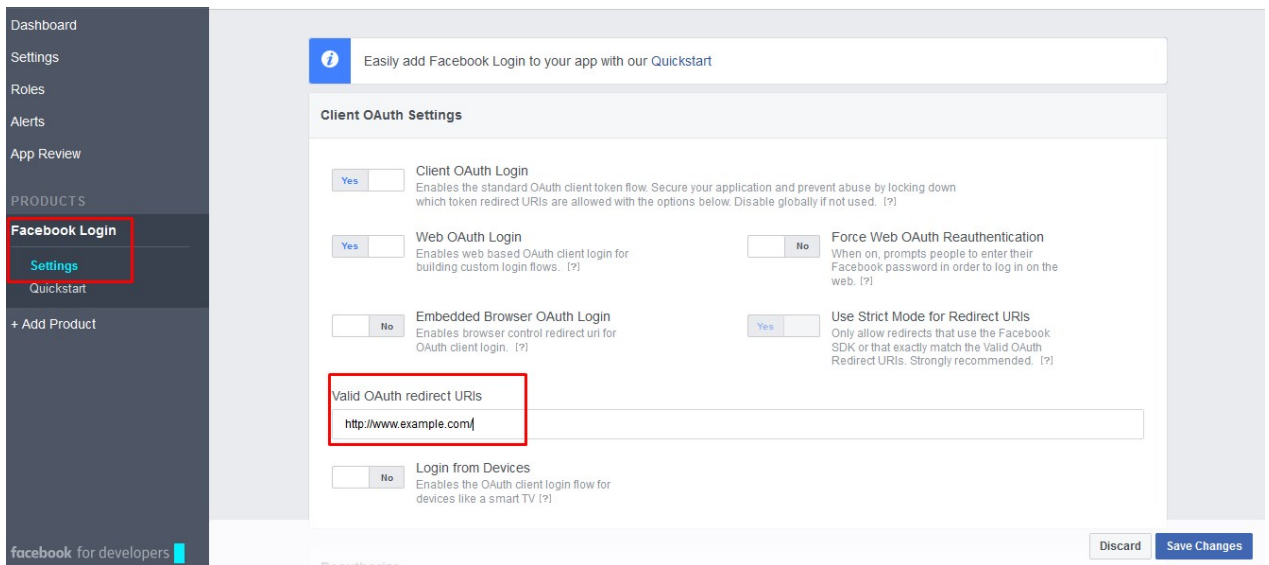 Dashboard
Settings
Roles
Alerts
App Review
PRODUCTS
Facebook Login
Settings
Quickstart
+ Add Product
facebook for developers
Easily add Facebook Login to your app with our Quickstart
Client OAuth Settings
Yes
Client OAuth Login
Enables the standard OAuth client token flow. Secure your application and prevent abuse by locking down
which token redirect URIs are allowed with the options below. Disable globally if not used. [?]
Yes
Web OAuth Login
Enables web based OAuth client login for
building custom login flows. [?]
No
Force Web OAuth Reauthentication
When on, prompts people to enter their
Facebook password in order to log in on the
web. [?]
No
Embedded Browser OAuth Login
Enables browser control redirect uri for
OAuth client login. [?]
Yes
Use Strict Mode for Redirect URIs
Only allow redirects that use the Facebook
SDK or that exactly match the Valid OAuth
Redirect URIs. Strongly recommended. [?]
Valid OAuth redirect URIs
http://www.example.com/
No
Login from Devices
Enables the OAuth client login flow for
devices like a smart TV [?]
Discard
Save Changes